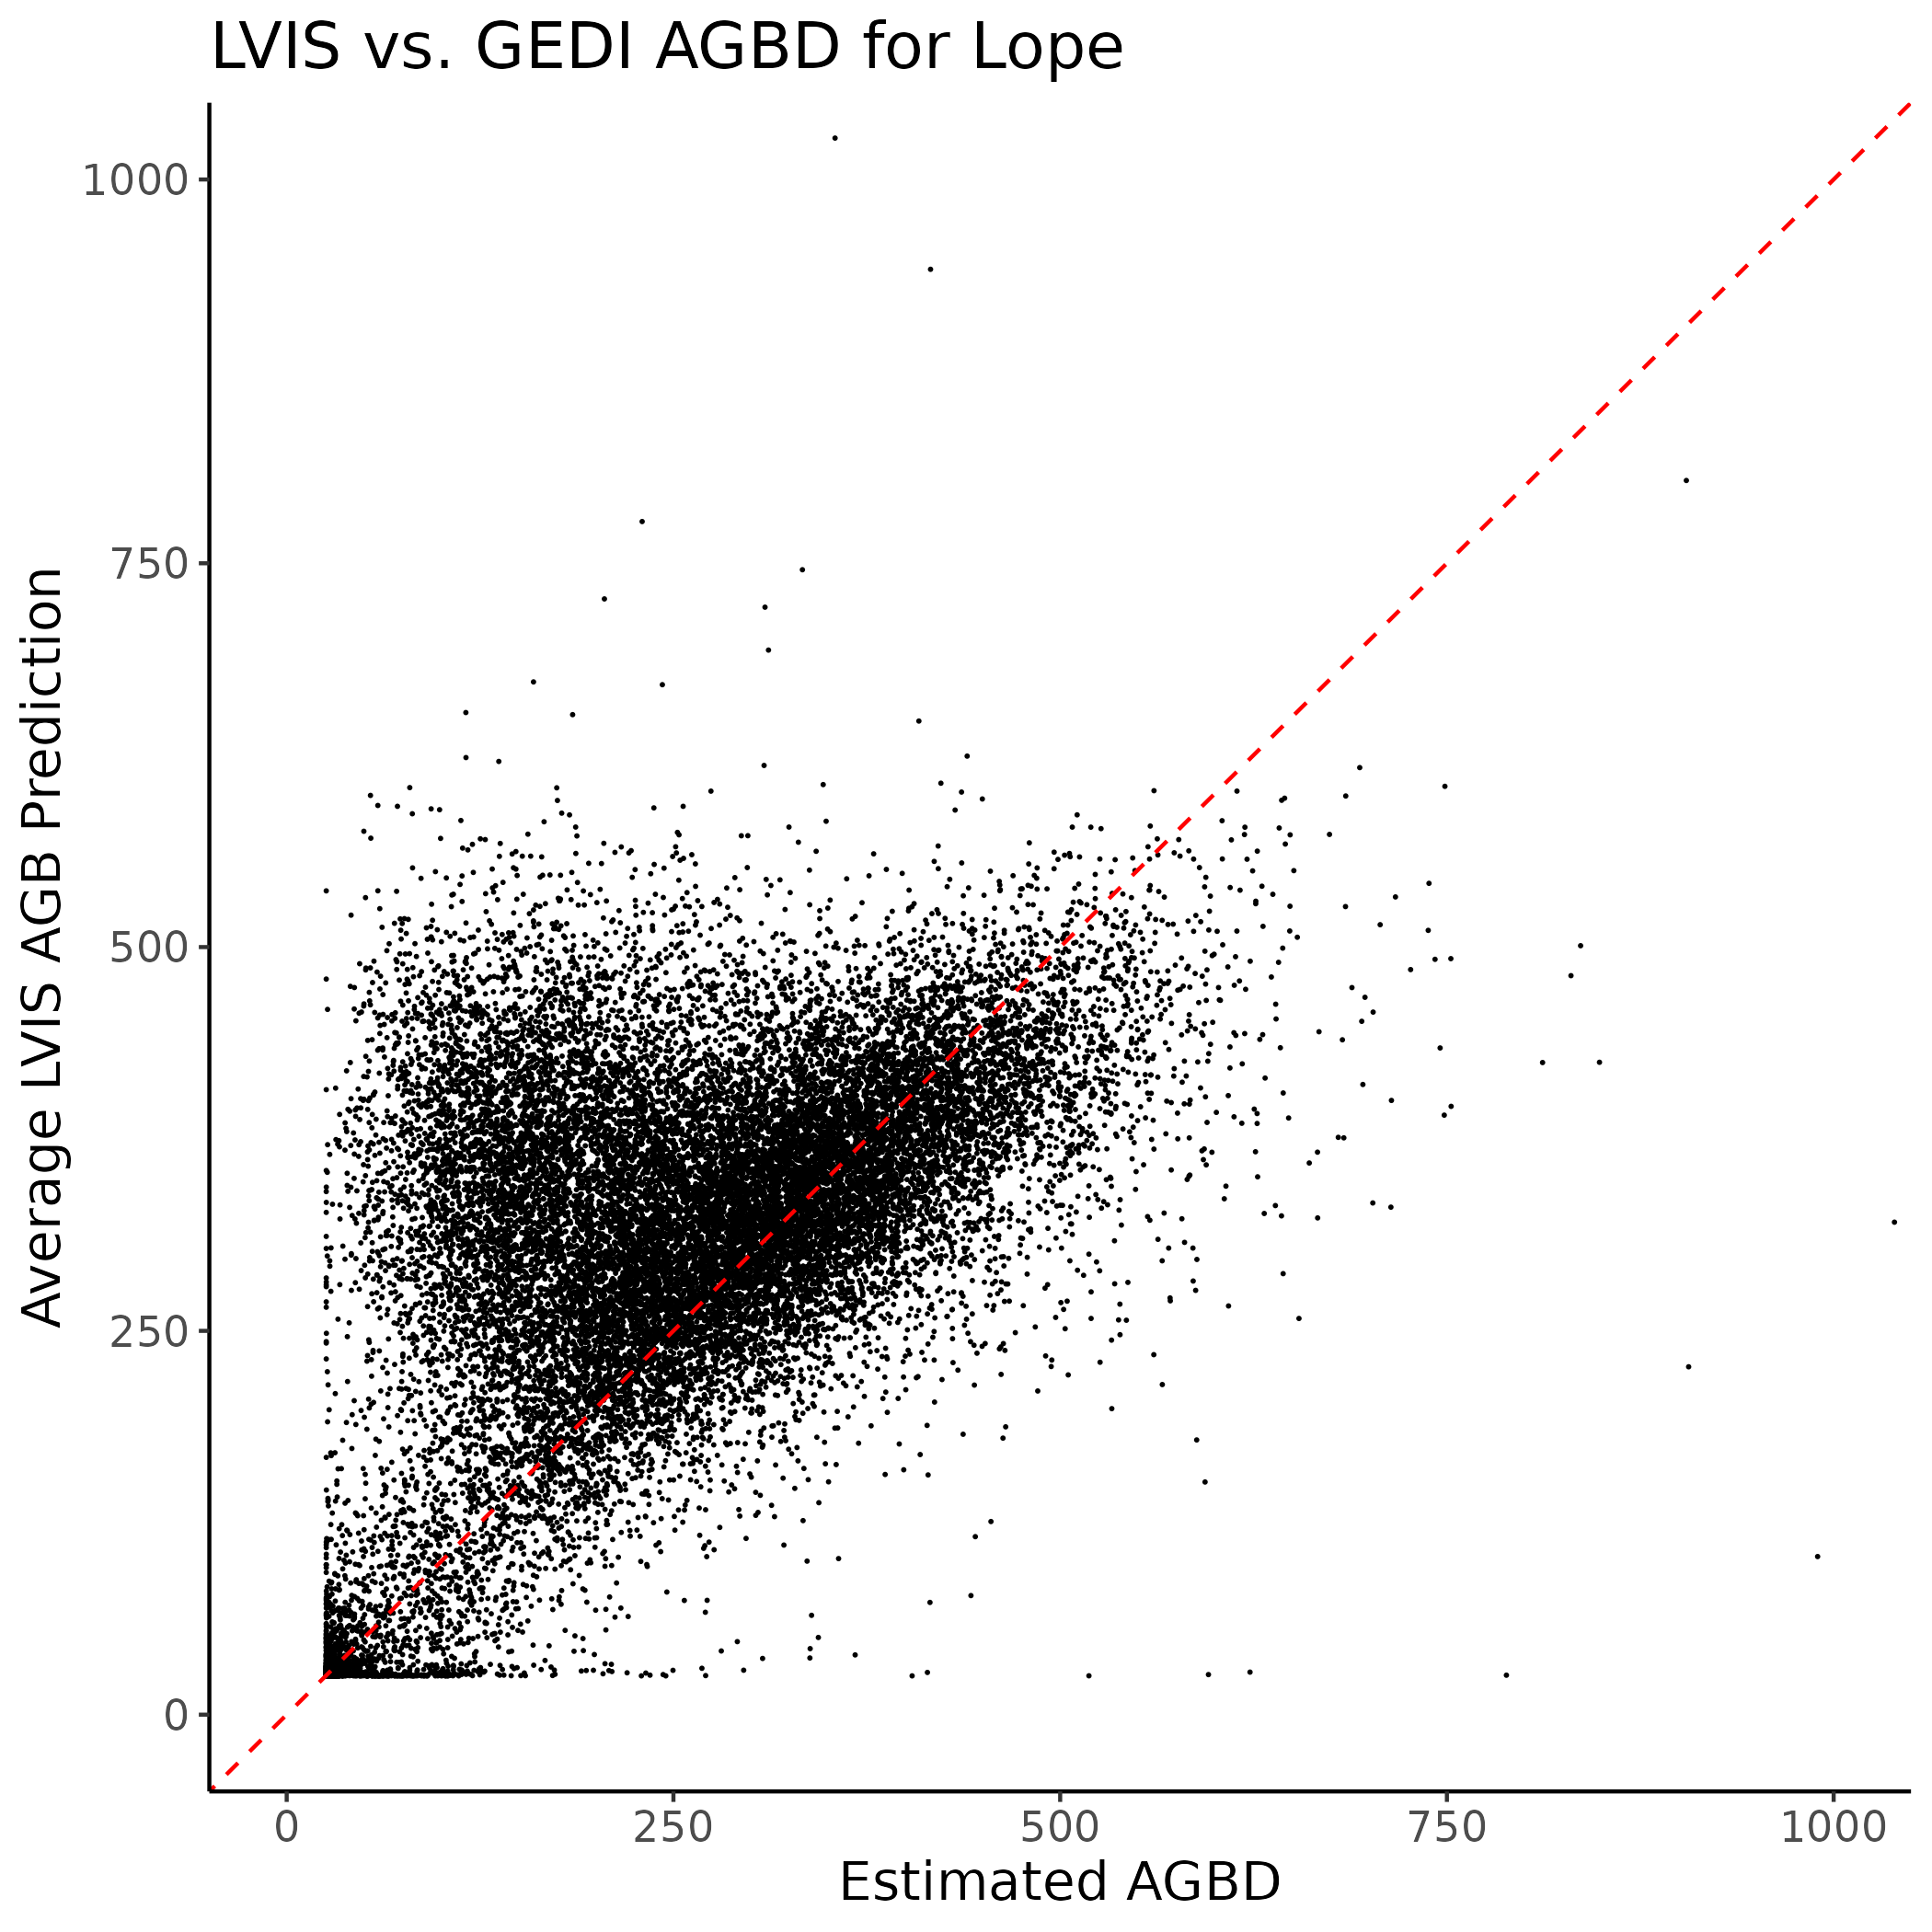 LVIS vs. GEDI AGBD for Lope
Average LVIS AGB Prediction
1000
750
500
250
0
0 250 500 750 1000
Estimated AGBD